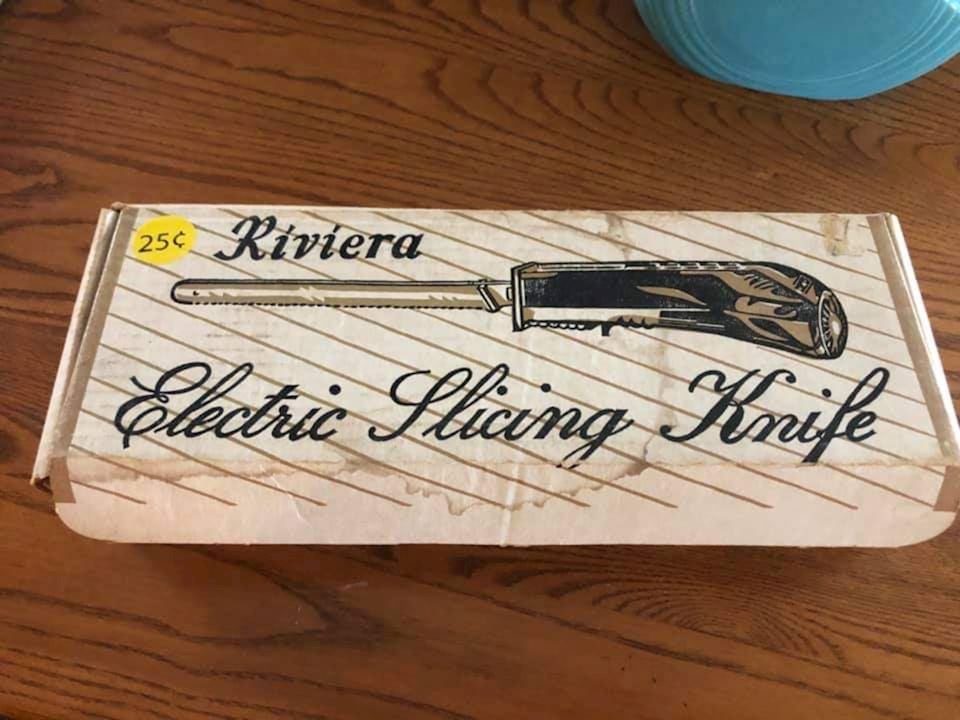 25¢
Riviera
Electric Slicing Knife